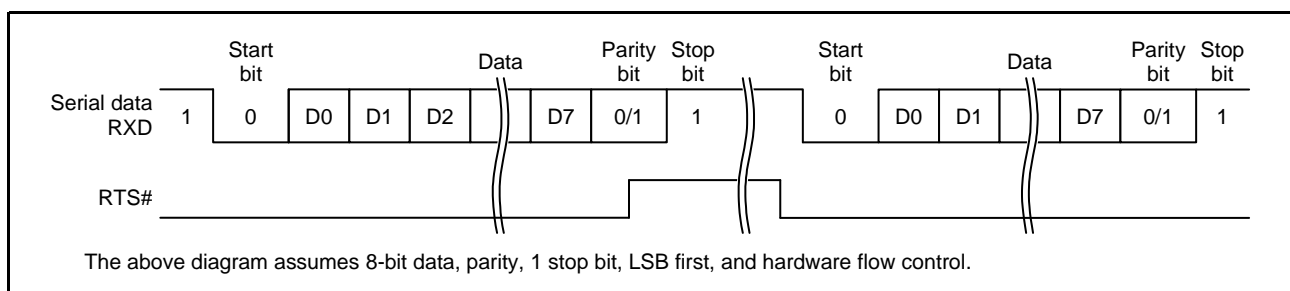 Start bit
Data
Parity bit
Stop bit
Start bit
Data
Parity bit
Stop bit
Serial data RXD
1
0
D0
D1
D2
D7
0/1
1
0
D0
D1
D7
0/1
1
RTS#
The above diagram assumes 8-bit data, parity, 1 stop bit, LSB first, and hardware flow control.